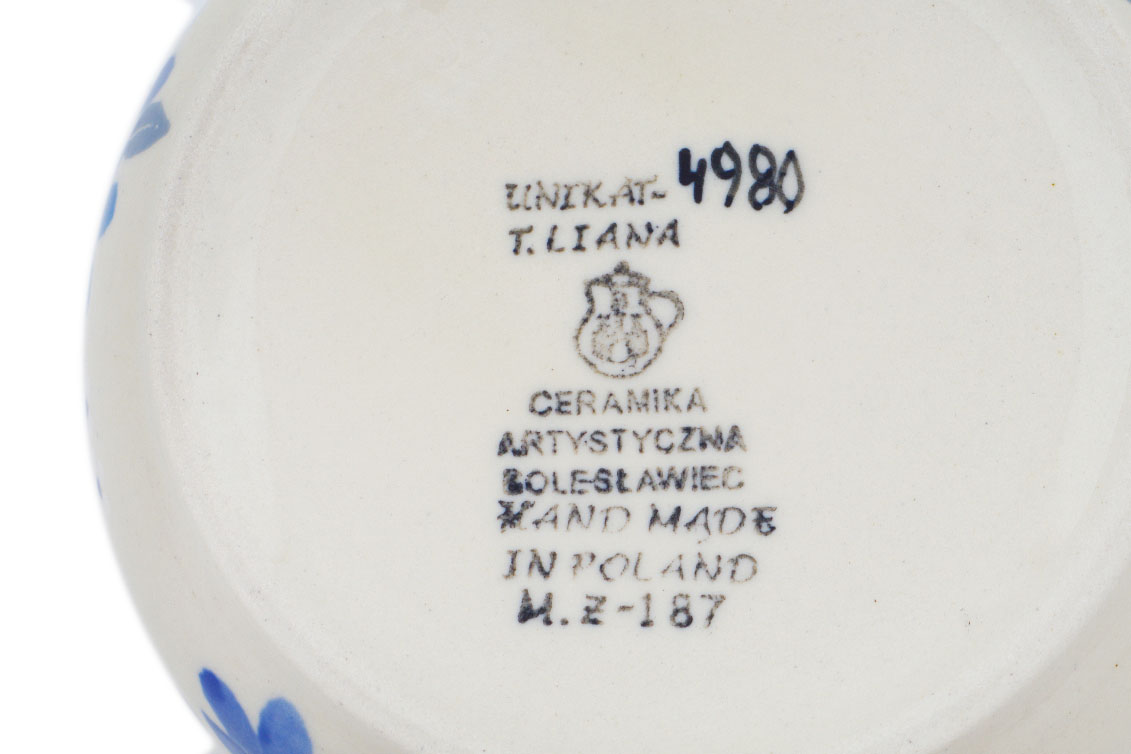 UNIKAT-4980
T. LIANA
CERAMIKA
ARTYSTYCZNA
BOLESŁAWIEC
HAND MADE
IN POLAND
M.Z-187